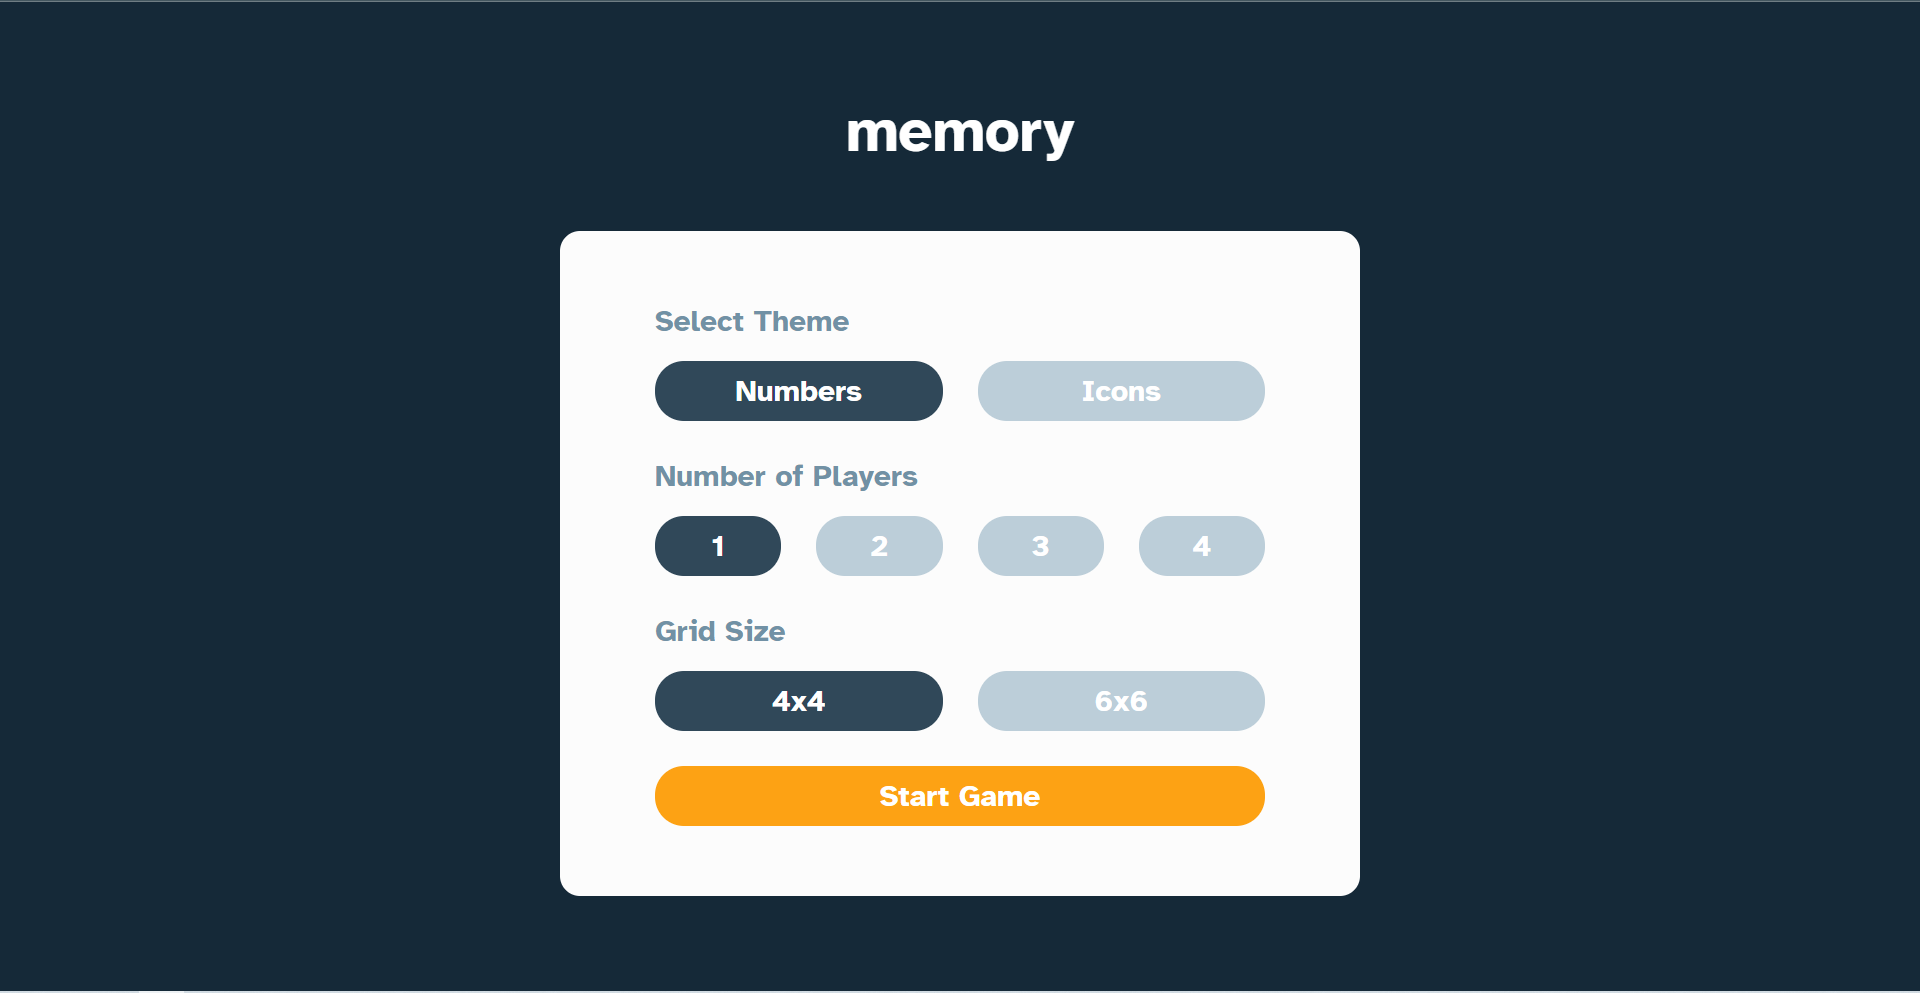 memory
Select Theme
Numbers Icons
Number of Players
1 2 3 4
Grid Size
4x4 6x6
Start Game